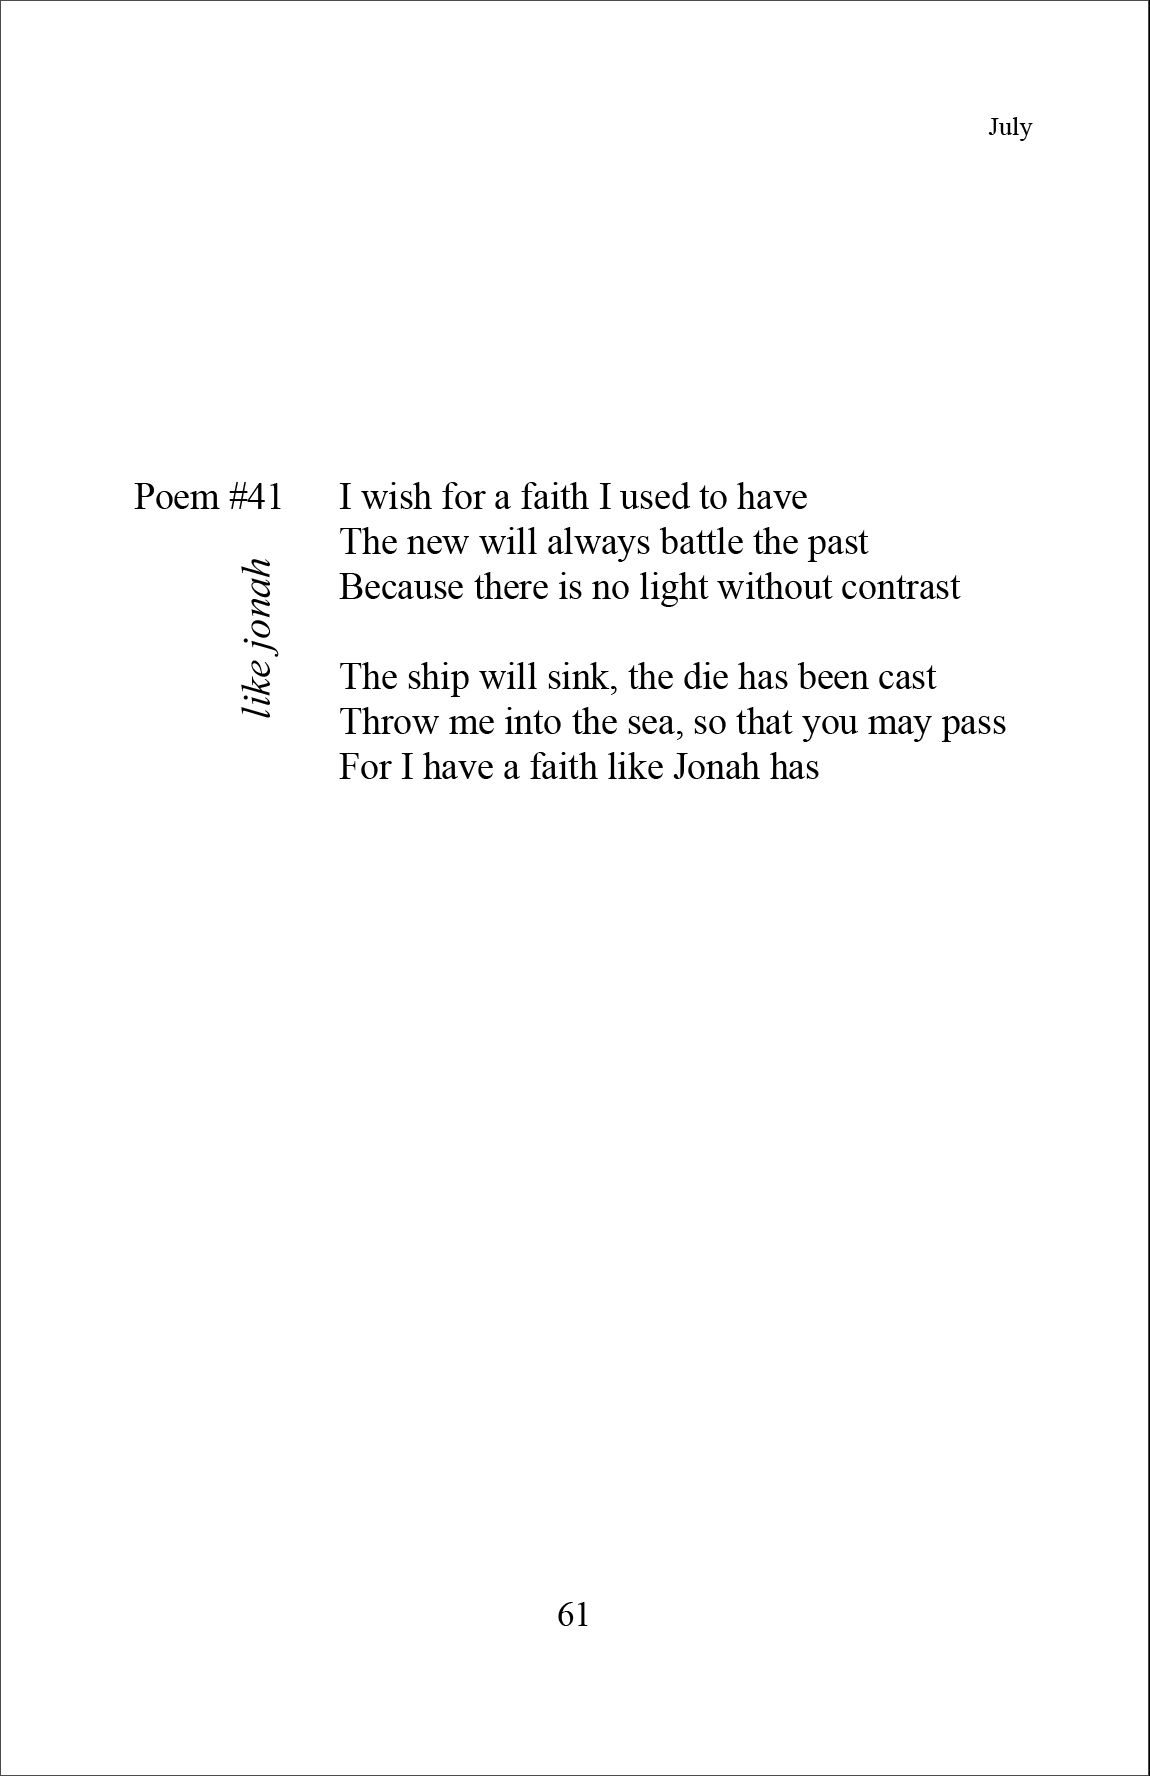 July
Poem #41
like jonah
I wish for a faith I used to have
The new will always battle the past
Because there is no light without contrast
The ship will sink, the die has been cast
Throw me into the sea, so that you may pass
For I have a faith like Jonah has
61